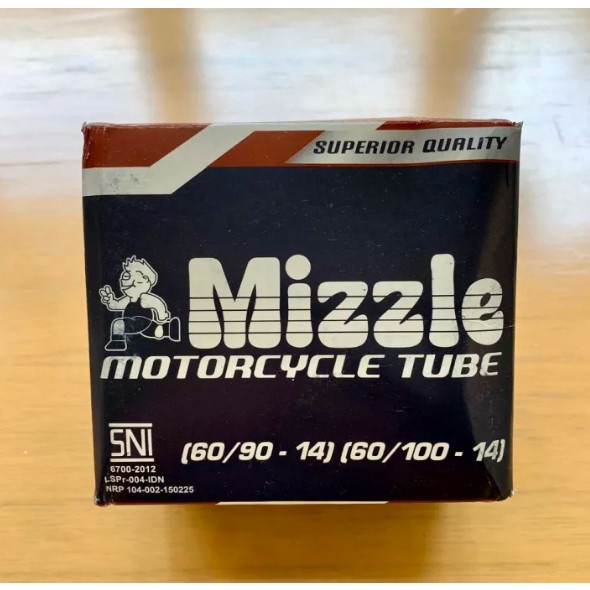 SUPERIOR QUALITY
Mizzle
MOTORCYCLE TUBE
SNI
6700-2012
LSPr-004-IDN
NRP 104-002-150225
(60/90 - 14) (60/100 - 14)